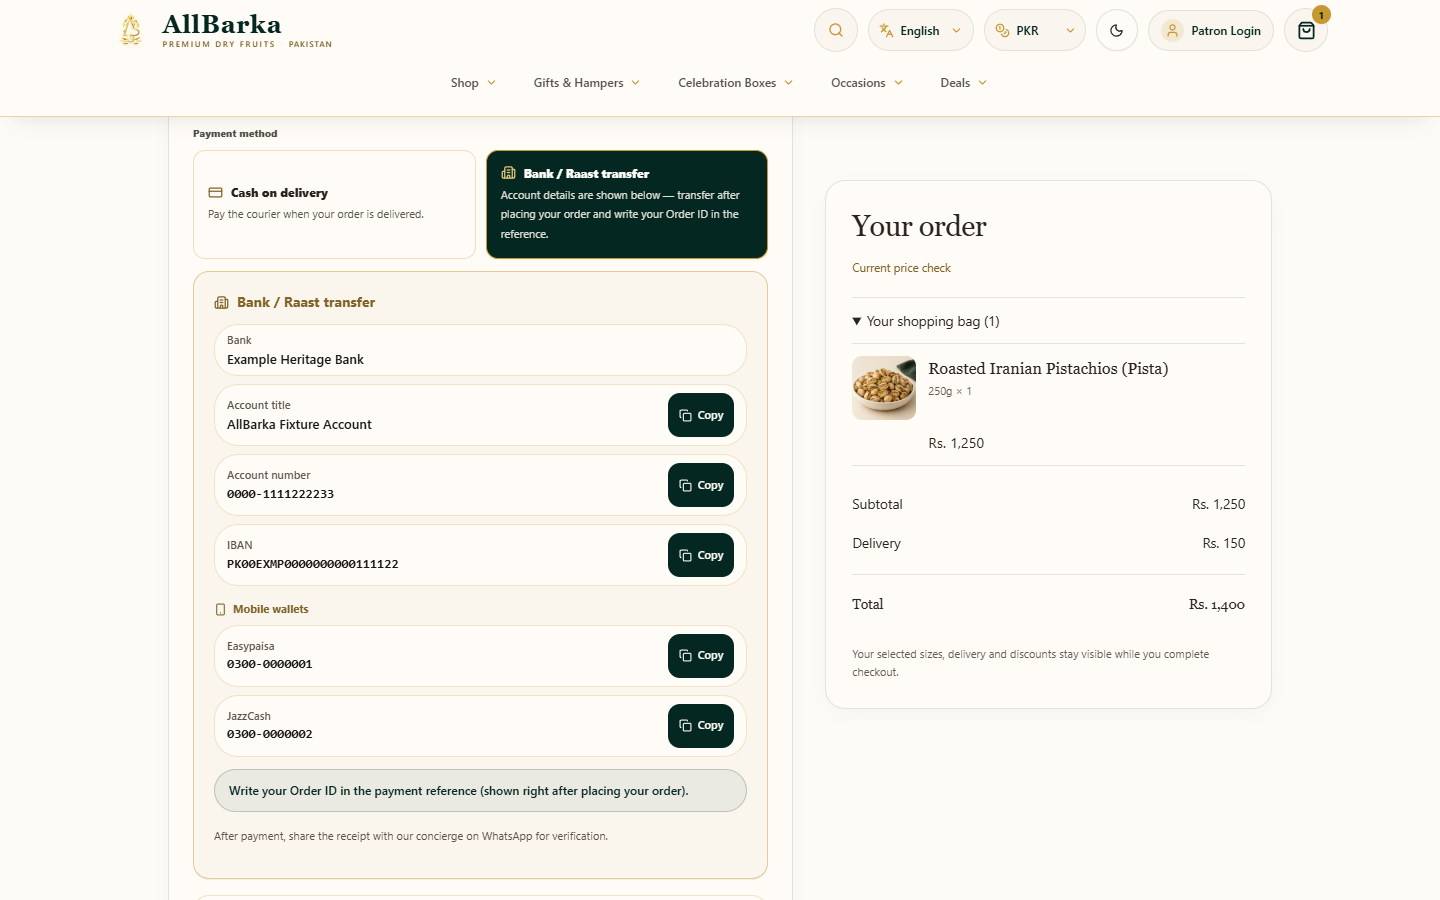 AllBarka
PREMIUM DRY FRUITS PAKISTAN
English
PKR
Patron Login
1
Shop
Gifts & Hampers
Celebration Boxes
Occasions
Deals
Payment method
Cash on delivery
Pay the courier when your order is delivered.
Bank / Raast transfer
Account details are shown below — transfer after
placing your order and write your Order ID in the
reference.
Bank / Raast transfer
Bank
Example Heritage Bank
Account title
AllBarka Fixture Account
Copy
Account number
0000-1111222233
Copy
IBAN
PK00EXMP0000000000111122
Copy
Mobile wallets
Easypaisa
0300-0000001
Copy
JazzCash
0300-0000002
Copy
Write your Order ID in the payment reference (shown right after placing your order).
After payment, share the receipt with our concierge on WhatsApp for verification.
Your order
Current price check
▼ Your shopping bag (1)
Roasted Iranian Pistachios (Pista)
250g × 1
Rs. 1,250
Subtotal Rs. 1,250
Delivery Rs. 150
Total Rs. 1,400
Your selected sizes, delivery and discounts stay visible while you complete
checkout.